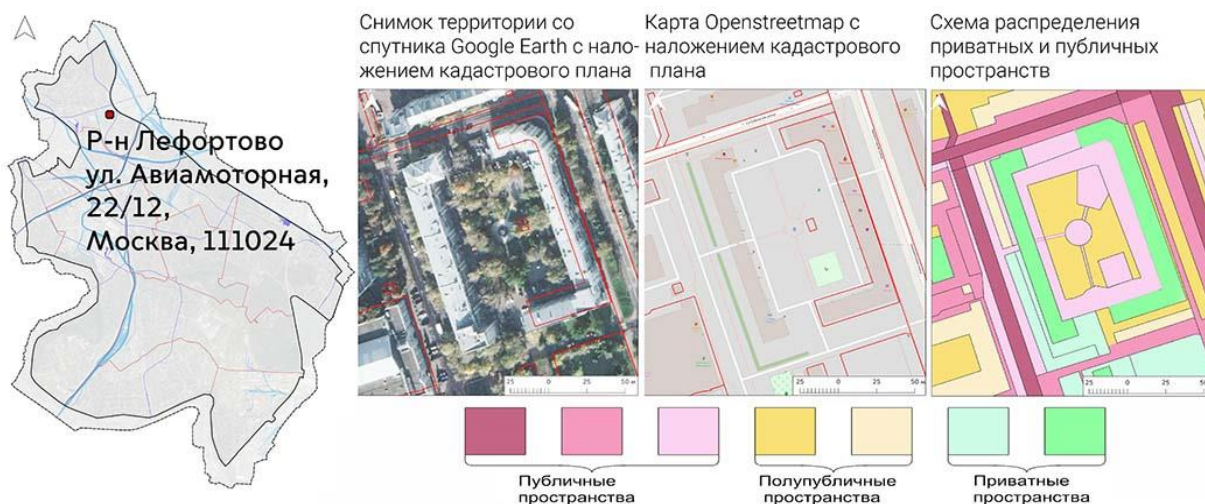 Р-н Лефортово
ул. Авиамоторная,
22/12,
Москва, 111024
Снимок территории со
спутника Google Earth с нало-
жением кадастрового плана
Карта Openstreetmap с
наложением кадастрового
плана
Схема распределения
приватных и публичных
пространств
25 0 25 50 м
25 0 25 50 м
25 0 25 50 м
Публичные
пространства
Полупубличные
пространства
Приватные
пространства